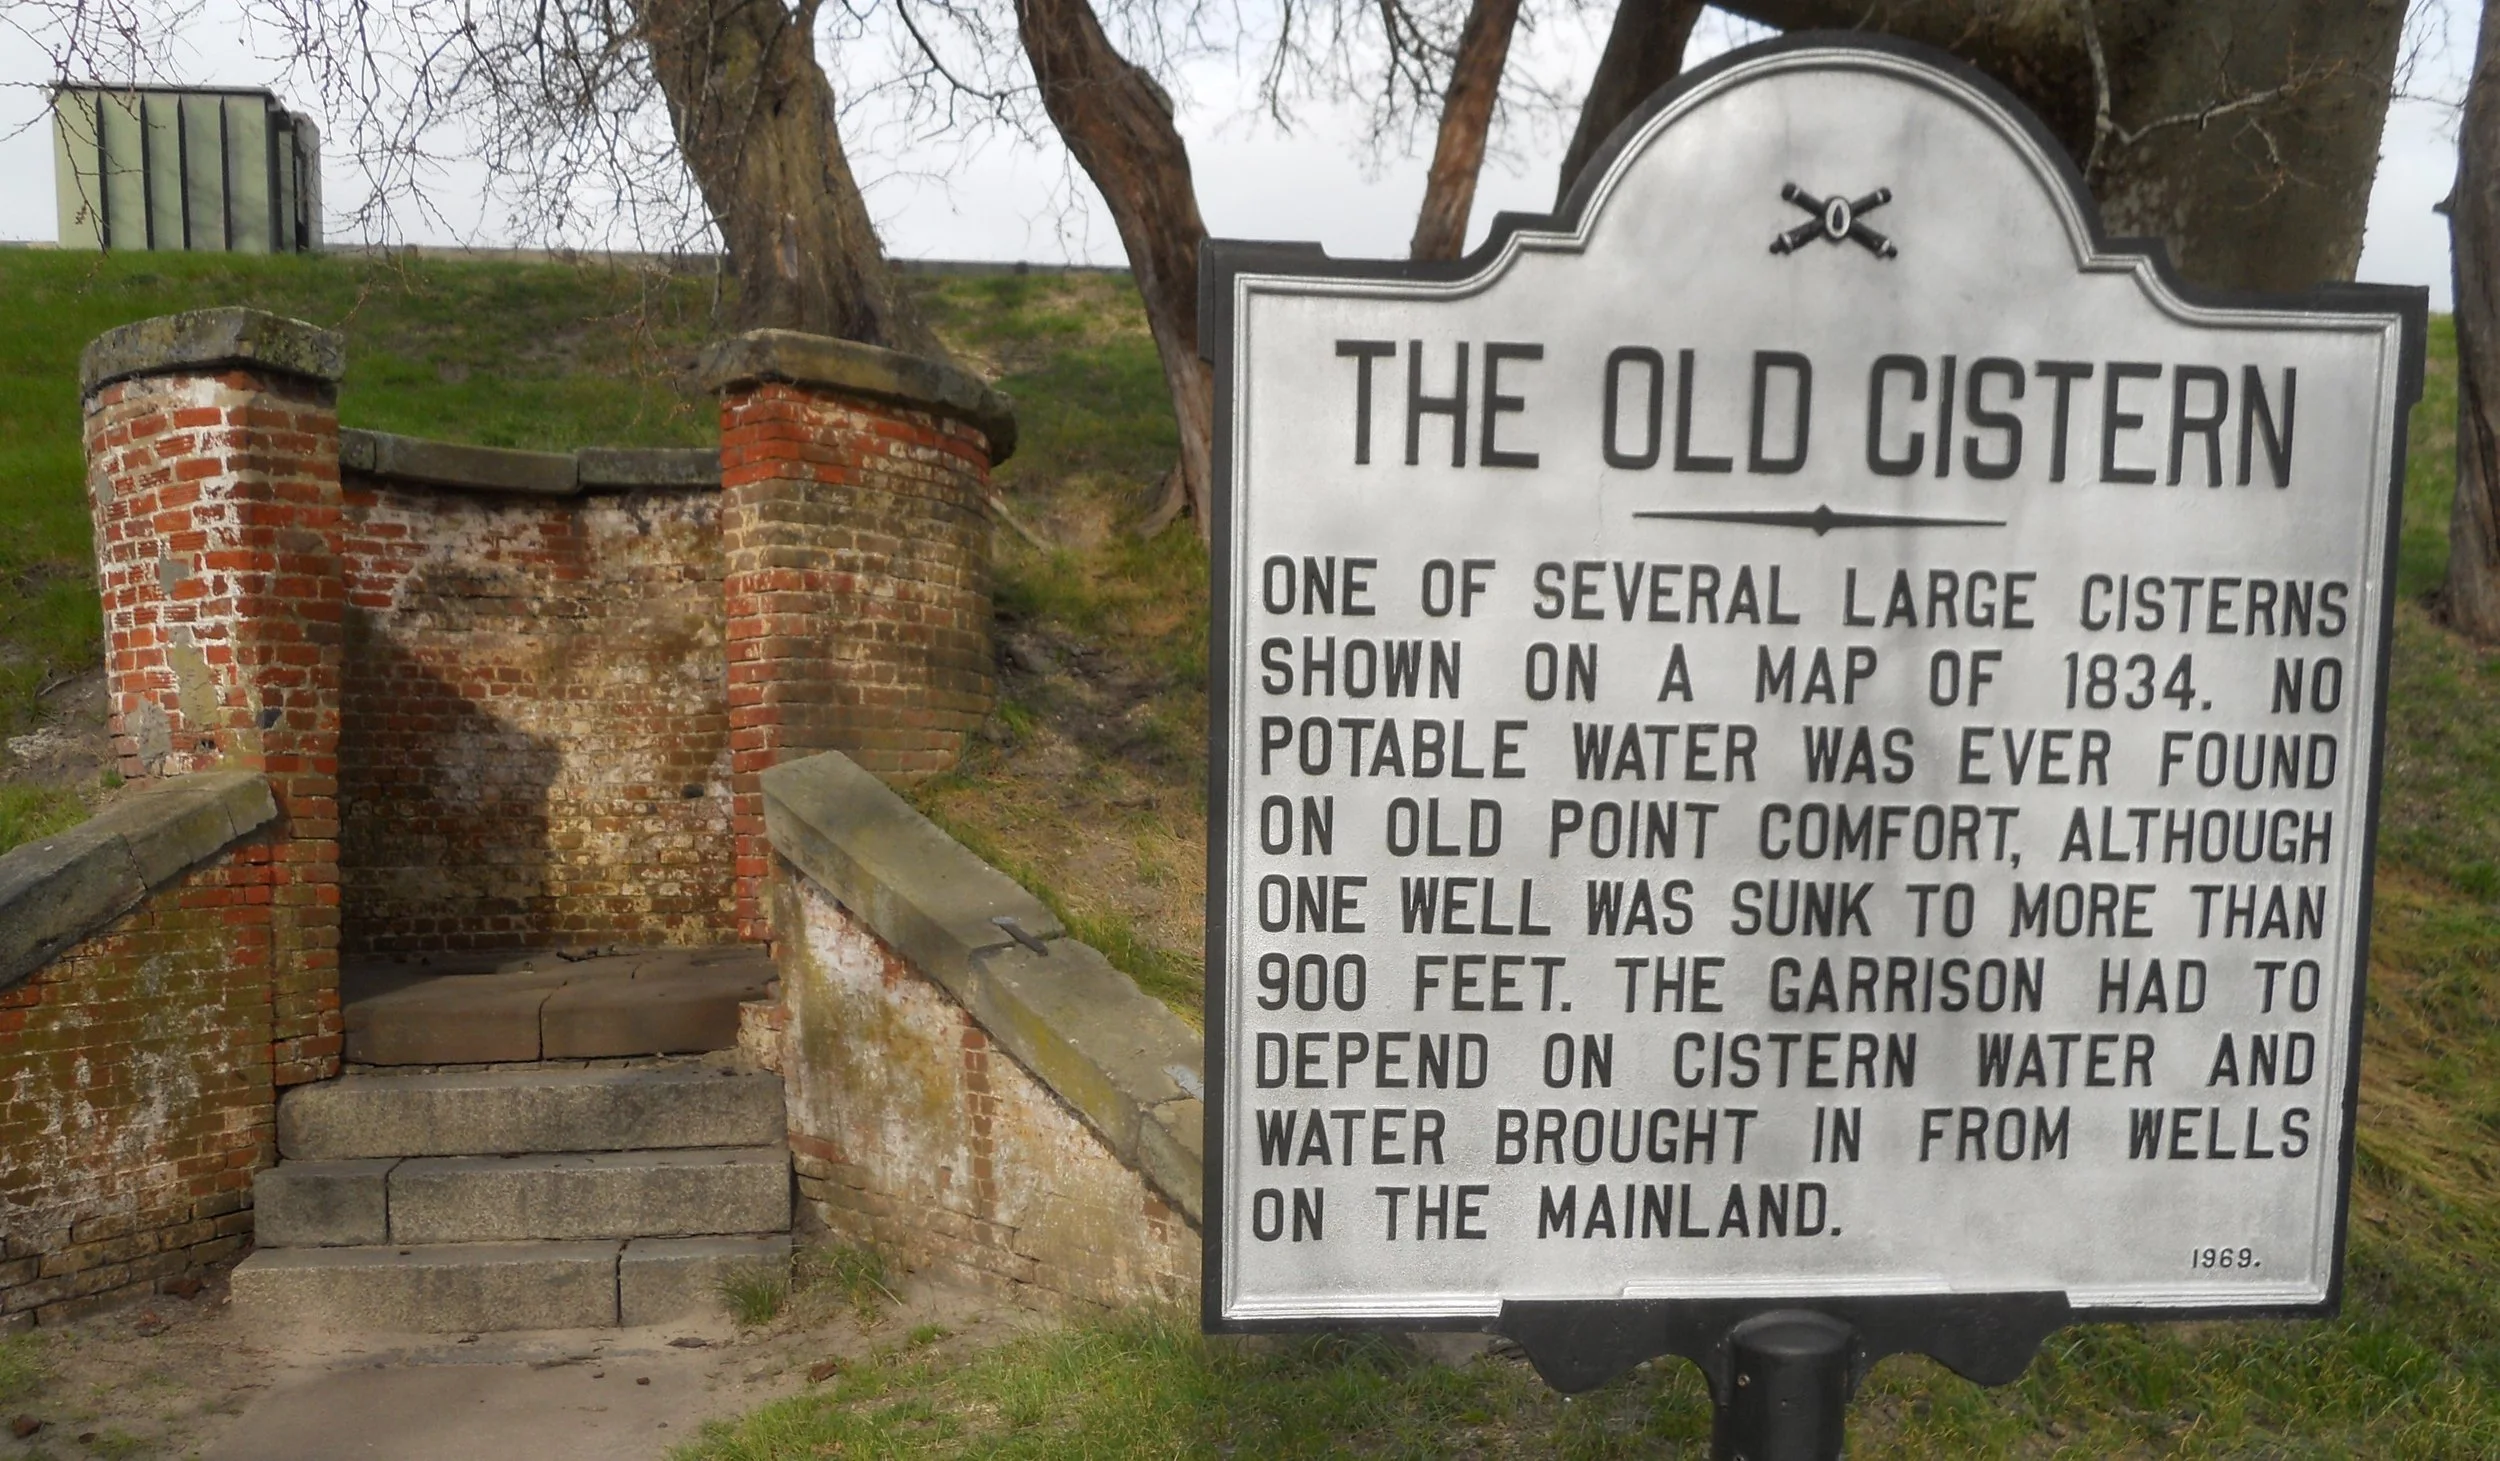 THE OLD CISTERN
ONE OF SEVERAL LARGE CISTERNS
SHOWN ON A MAP OF 1834. NO
POTABLE WATER WAS EVER FOUND
ON OLD POINT COMFORT, ALTHOUGH
ONE WELL WAS SUNK TO MORE THAN
900 FEET. THE GARRISON HAD TO
DEPEND ON CISTERN WATER AND
WATER BROUGHT IN FROM WELLS
ON THE MAINLAND.
1969.